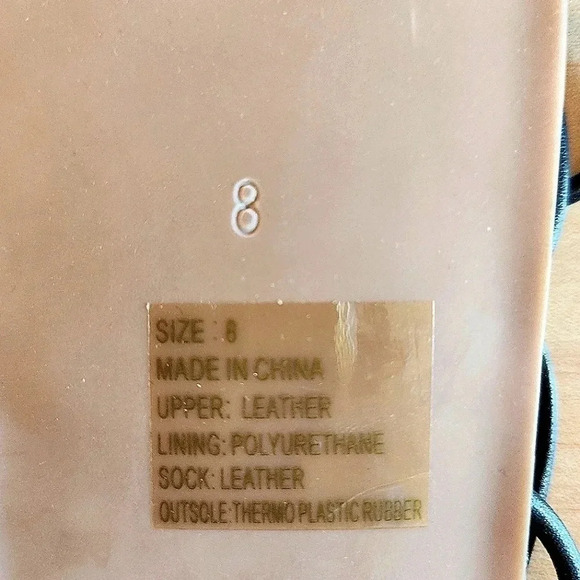 8
SIZE : 8
MADE IN CHINA
UPPER: LEATHER
LINING: POLYURETHANE
SOCK: LEATHER
OUTSOLE: THERMO PLASTIC RUBBER